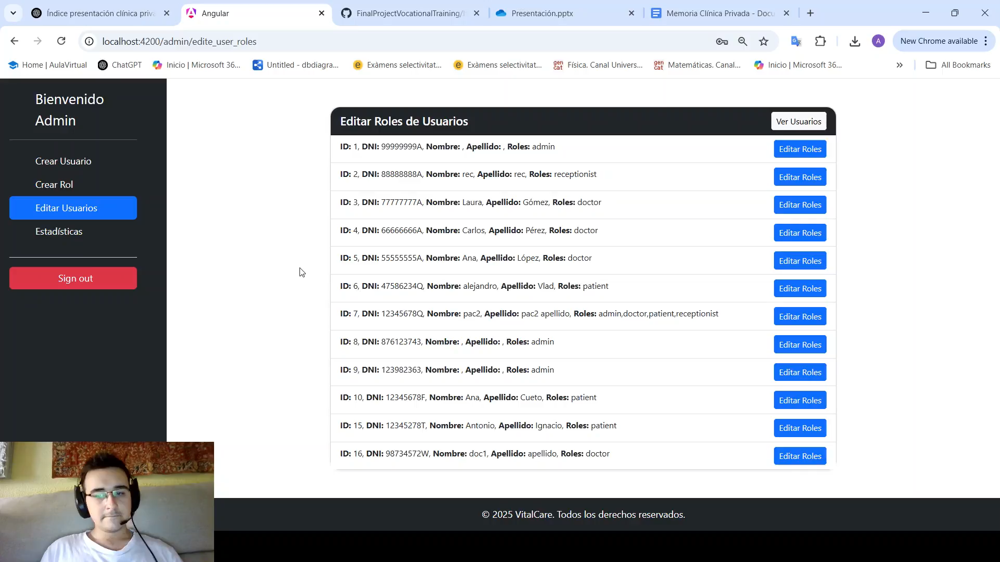 Índice presentación clínica priva
Angular
FinalProjectVocationalTraining/
Presentación.pptx
Memoria Clínica Privada - Docu
localhost:4200/admin/edite_user_roles
New Chrome available
Home | AulaVirtual
ChatGPT
Inicio | Microsoft 36...
Untitled - dbdiagra...
Exàmens selectivitat...
Exàmens selectivitat...
gen cat
Física. Canal Univers...
gen cat
Matemáticas. Canal...
Inicio | Microsoft 36...
All Bookmarks
A
Bienvenido
Admin
Crear Usuario
Crear Rol
Editar Usuarios
Estadísticas
Sign out
Editar Roles de Usuarios
Ver Usuarios
ID: 1, DNI: 99999999A, Nombre: , Apellido: , Roles: admin
Editar Roles
ID: 2, DNI: 88888888A, Nombre: rec, Apellido: rec, Roles: receptionist
Editar Roles
ID: 3, DNI: 77777777A, Nombre: Laura, Apellido: Gómez, Roles: doctor
Editar Roles
ID: 4, DNI: 66666666A, Nombre: Carlos, Apellido: Pérez, Roles: doctor
Editar Roles
ID: 5, DNI: 55555555A, Nombre: Ana, Apellido: López, Roles: doctor
Editar Roles
ID: 6, DNI: 47586234Q, Nombre: alejandro, Apellido: Vlad, Roles: patient
Editar Roles
ID: 7, DNI: 12345678Q, Nombre: pac2, Apellido: pac2 apellido, Roles: admin,doctor,patient,receptionist
Editar Roles
ID: 8, DNI: 876123743, Nombre: , Apellido: , Roles: admin
Editar Roles
ID: 9, DNI: 123982363, Nombre: , Apellido: , Roles: admin
Editar Roles
ID: 10, DNI: 12345678F, Nombre: Ana, Apellido: Cueto, Roles: patient
Editar Roles
ID: 15, DNI: 12345278T, Nombre: Antonio, Apellido: Ignacio, Roles: patient
Editar Roles
ID: 16, DNI: 98734572W, Nombre: doc1, Apellido: apellido, Roles: doctor
Editar Roles
© 2025 VitalCare. Todos los derechos reservados.